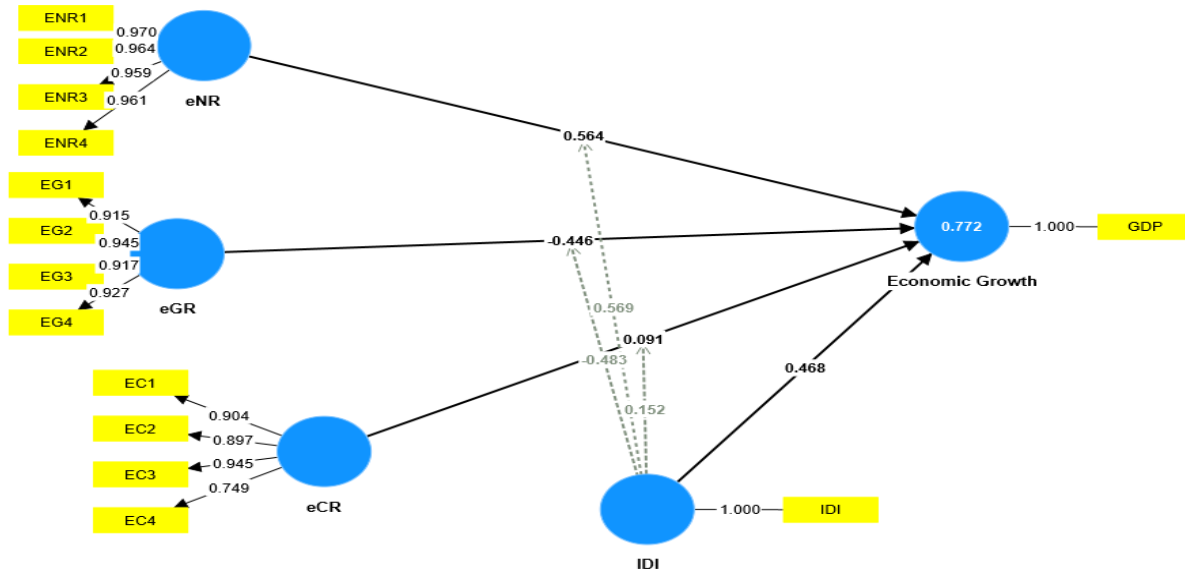 ENR1
0.970
ENR2
0.964
0.959
ENR3
0.961
eNR
ENR4
0.564
EG1
0.915
EG2
0.945
-0.446
0.772
1.000
GDP
0.917
EG3
0.927
Economic Growth
eGR
EG4
0.569
0.091
-0.483
0.468
EC1
0.904
0.152
EC2
0.897
EC3
0.945
0.749
eCR
EC4
1.000
IDI
IDI